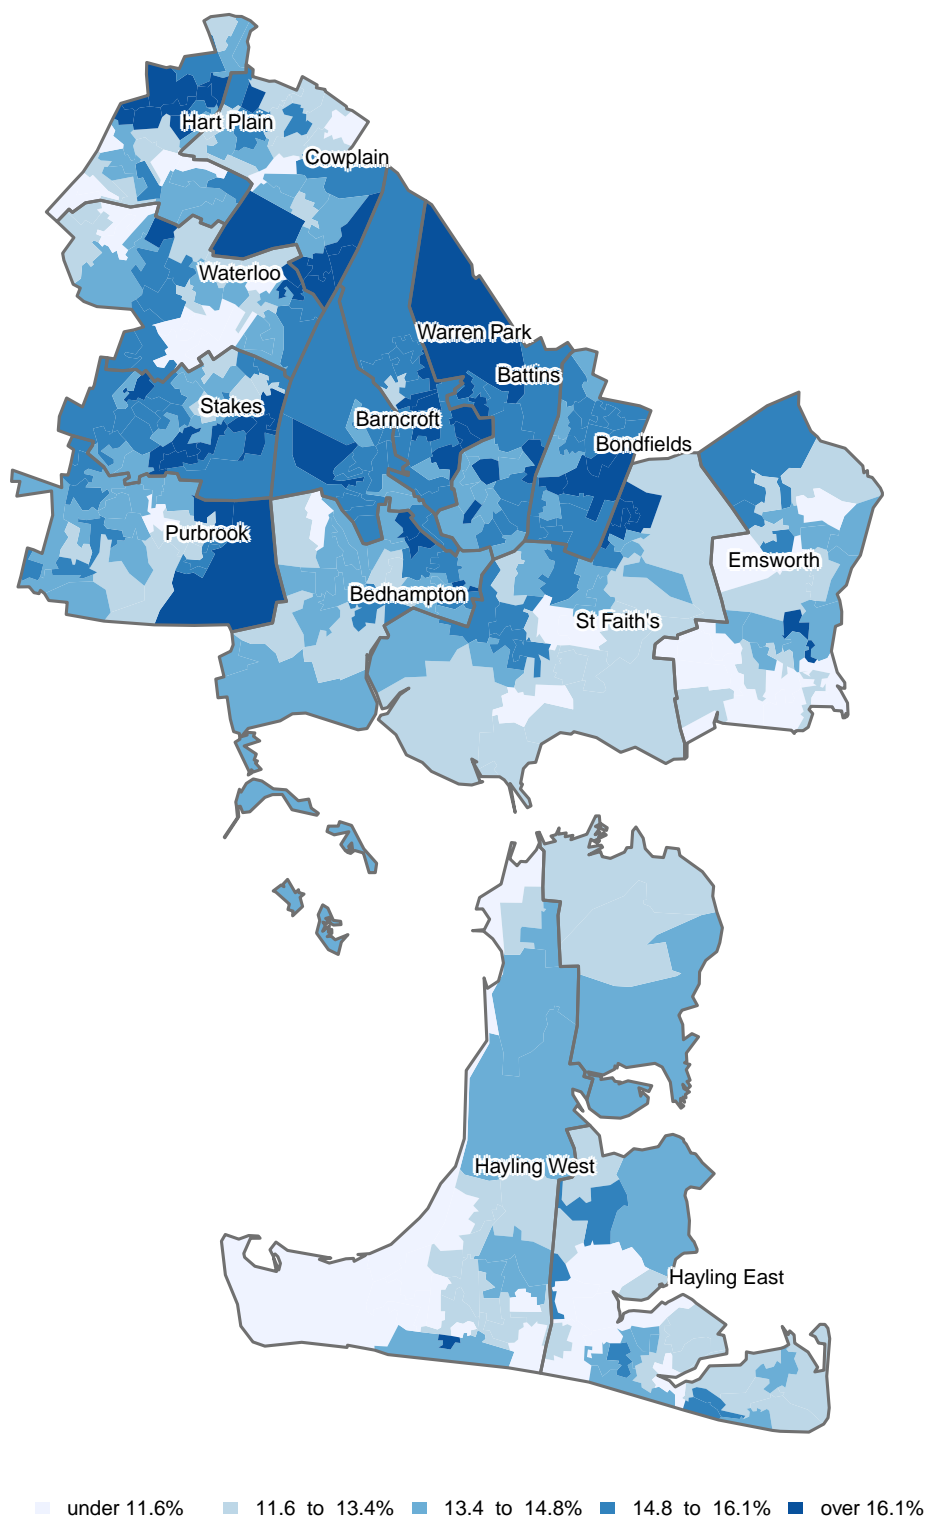 Hart Plain
Cowplain
Waterloo
Warren Park
Battins
Stakes
Barncroft
Bondfields
Purbrook
Emsworth
Bedhampton
St Faith's
Hayling West
Hayling East
under 11.6% 11.6 to 13.4% 13.4 to 14.8% 14.8 to 16.1% over 16.1%